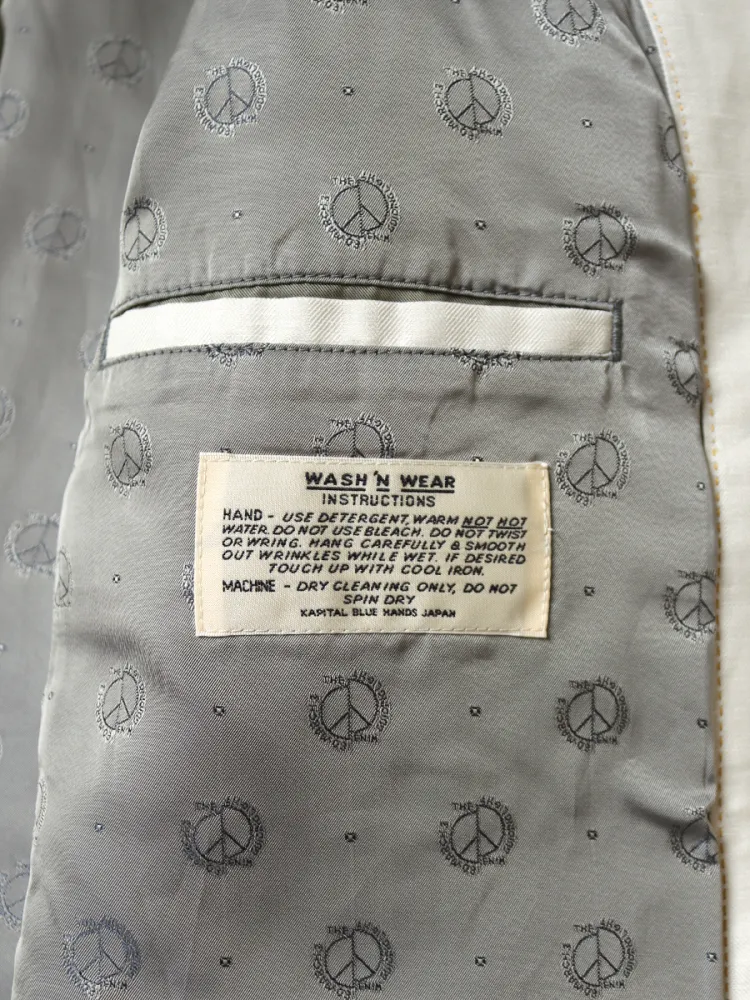 WASH 'N WEAR
INSTRUCTIONS
HAND - USE DETERGENT, WARM NOT HOT
WATER. DO NOT USE BLEACH. DO NOT TWIST
OR WRING. HANG CAREFULLY & SMOOTH
OUT WRINKLES WHILE WET. IF DESIRED
TOUCH UP WITH COOL IRON.
MACHINE - DRY CLEANING ONLY, DO NOT
SPIN DRY
KAPITAL BLUE HANDS JAPAN